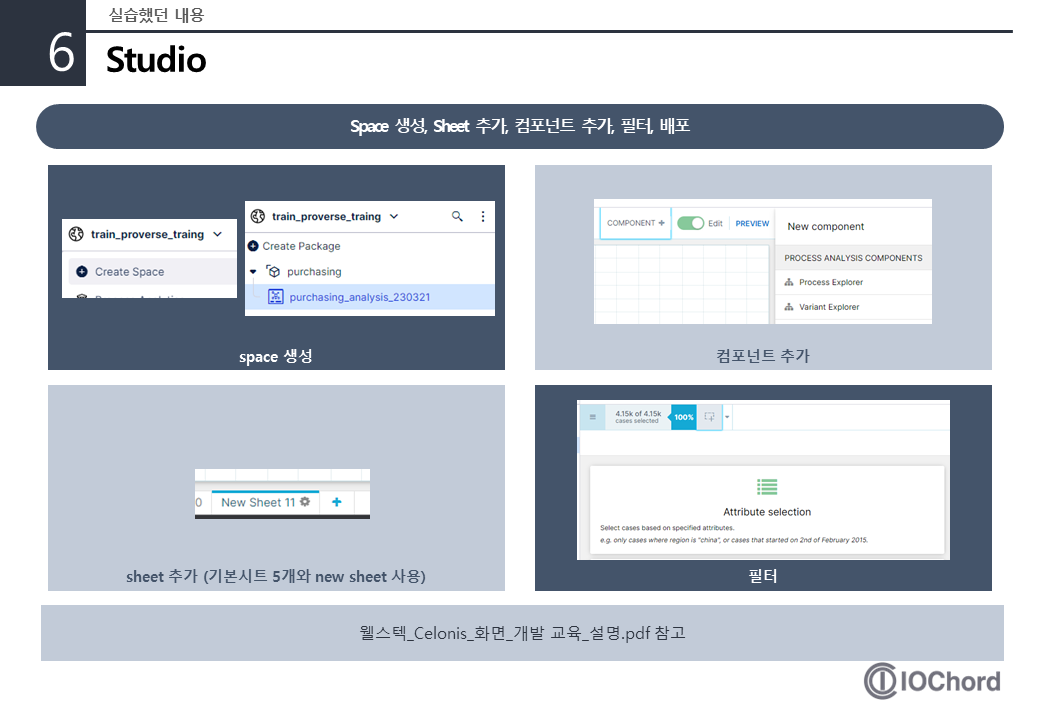 실습했던 내용
6
Studio
Space 생성, Sheet 추가, 컴포넌트 추가, 필터, 배포
train_proverse_traing
Create Space
train_proverse_traing
Create Package
purchasing
purchasing_analysis_230321
space 생성
COMPONENT +
Edit
PREVIEW
New component
PROCESS ANALYSIS COMPONENTS
Process Explorer
Variant Explorer
컴포넌트 추가
0
New Sheet 11
+
sheet 추가 (기본시트 5개와 new sheet 사용)
4.15k of 4.15k
cases selected
100%
Attribute selection
Select cases based on specified attributes.
e.g. only cases where region is "china", or cases that started on 2nd of February 2015.
필터
웰스텍_Celonis_화면_개발 교육_설명.pdf 참고
IOChord